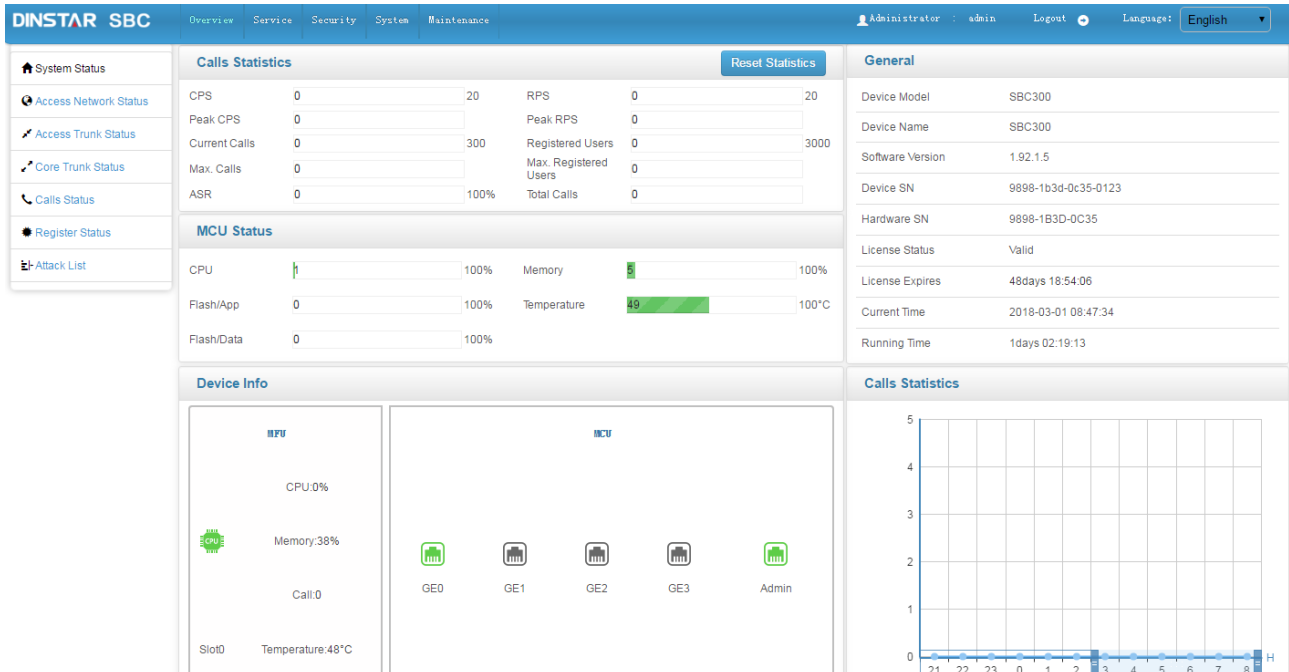 DINSTAR SBC
Overview Service Security System Maintenance
Administrator : admin Logout Language: English
System Status
Access Network Status
Access Trunk Status
Core Trunk Status
Calls Status
Register Status
Attack List
Calls Statistics Reset Statistics
CPS 0 20 RPS 0 20
Peak CPS 0 Peak RPS 0
Current Calls 0 300 Registered Users 0 3000
Max. Calls 0 Max. Registered Users 0
ASR 0 100% Total Calls 0
MCU Status
CPU 1 100% Memory 5 100%
Flash/App 0 100% Temperature 49 100°C
Flash/Data 0 100%
Device Info
MFU
CPU:0%
CPU
Memory:38%
Call:0
Slot0 Temperature:48°C
MCU
GE0 GE1 GE2 GE3 Admin
General
Device Model SBC300
Device Name SBC300
Software Version 1.92.1.5
Device SN 9898-1b3d-0c35-0123
Hardware SN 9898-1B3D-0C35
License Status Valid
License Expires 48days 18:54:06
Current Time 2018-03-01 08:47:34
Running Time 1days 02:19:13
Calls Statistics
5
4
3
2
1
0 H
21 22 23 0 1 2 3 4 5 6 7 8